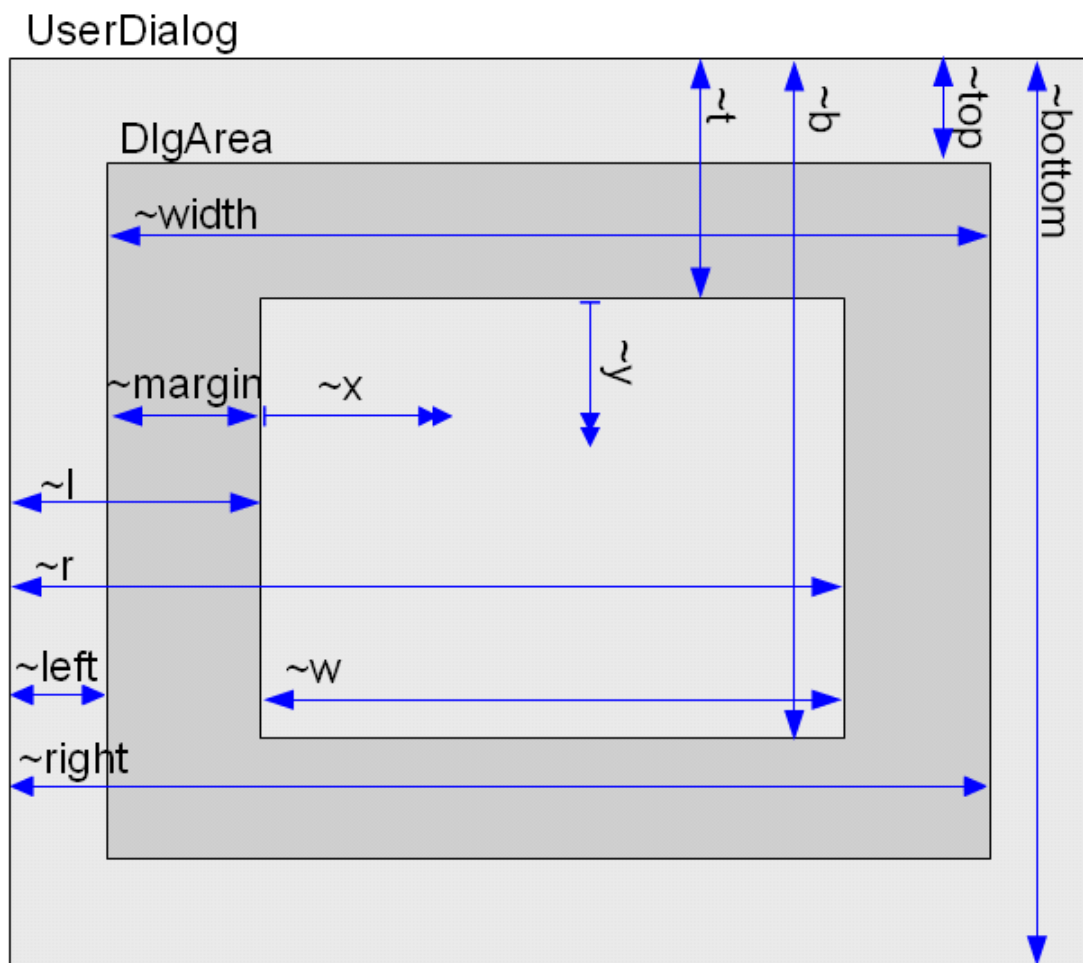 UserDialog
~t
~b
~top
~bottom
DlgArea
~width
~y
~margin
~x
~l
~r
~left
~w
~right